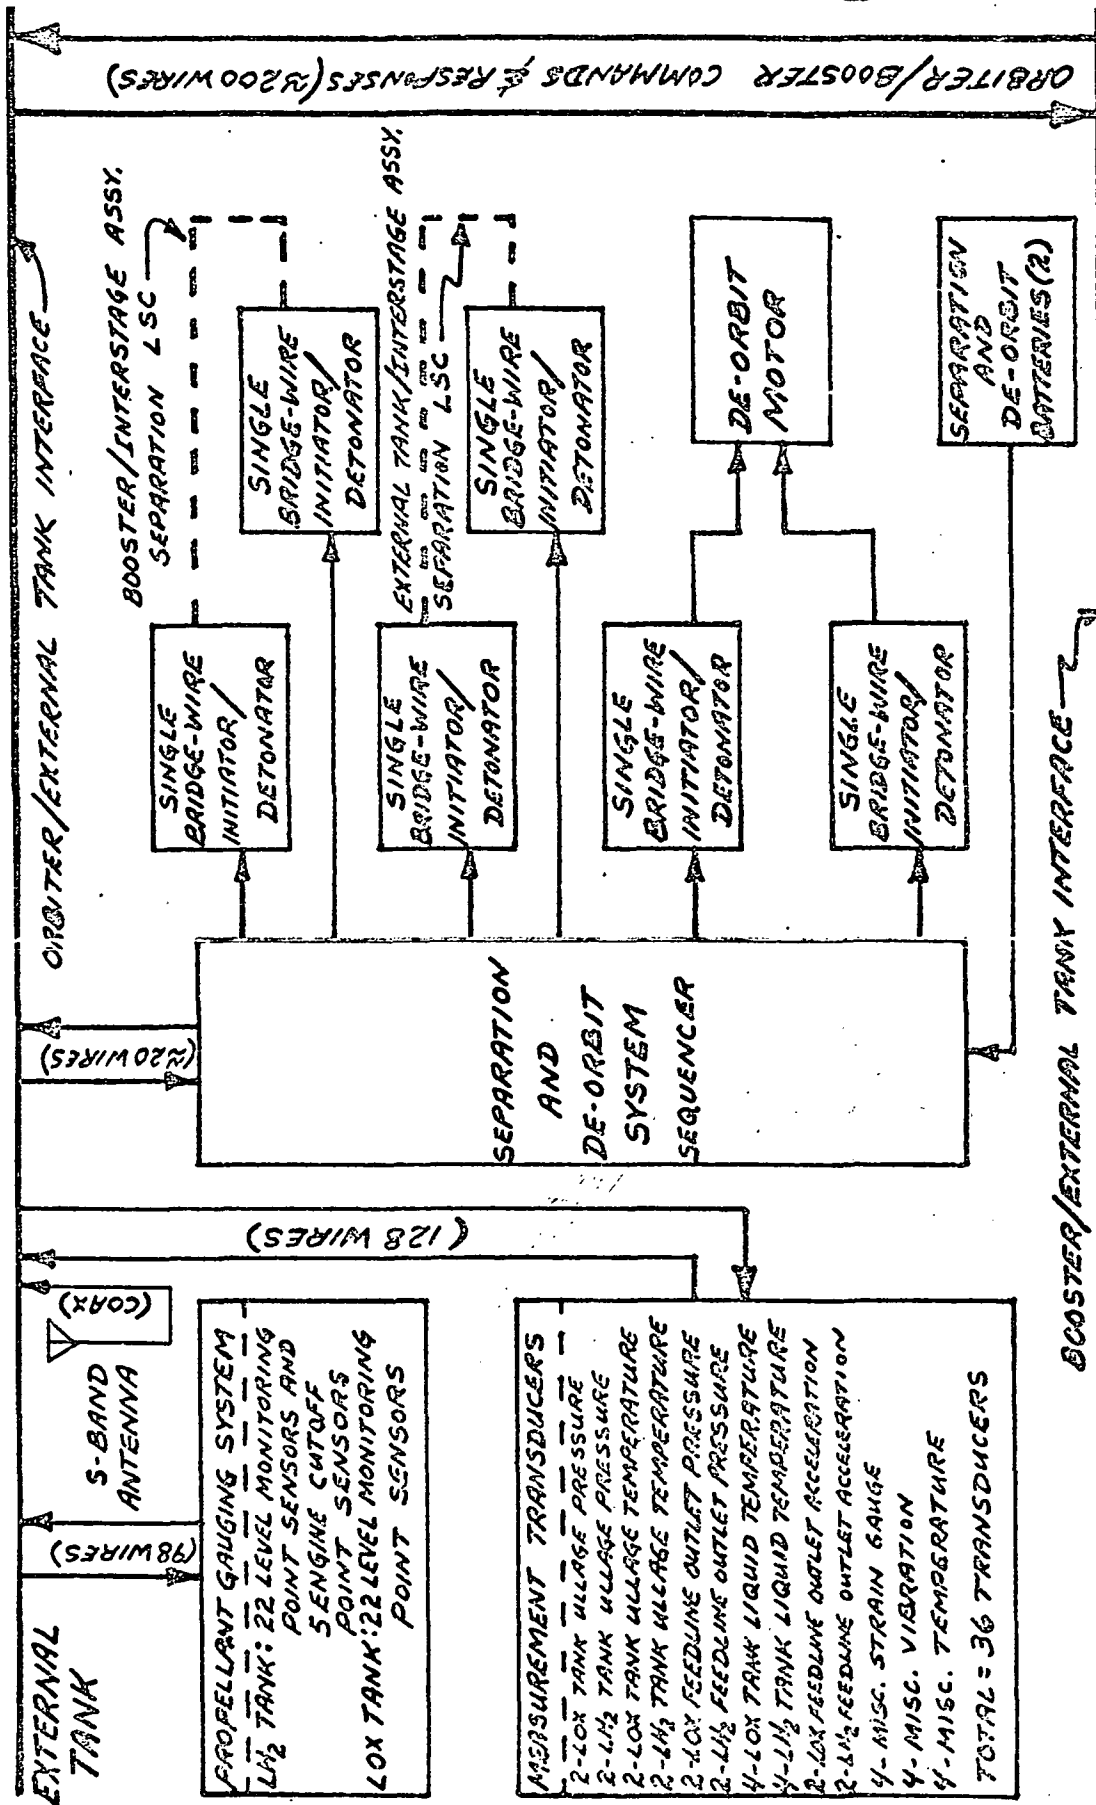 EXTERNAL
TANK
(98 WIRES)
S-BAND
ANTENNA
(COAX)
PROPELLANT GAUGING SYSTEM
LH2 TANK: 22 LEVEL MONITORING
POINT SENSORS AND
5 ENGINE CUTOFF
POINT SENSORS
LOX TANK: 22 LEVEL MONITORING
POINT SENSORS
(128 WIRES)
MEASUREMENT TRANSDUCERS
2-LOX TANK ULLAGE PRESSURE
2-LH2 TANK ULLAGE PRESSURE
2-LOX TANK ULLAGE TEMPERATURE
2-LH2 TANK ULLAGE TEMPERATURE
2-LOX FEEDLINE OUTLET PRESSURE
2-LH2 FEEDLINE OUTLET PRESSURE
4-LOX TANK LIQUID TEMPERATURE
4-LH2 TANK LIQUID TEMPERATURE
2-LOX FEEDLINE OUTLET ACCELERATION
2-LH2 FEEDLINE OUTLET ACCELERATION
4-MISC. STRAIN GAUGE
4-MISC. VIBRATION
4-MISC. TEMPERATURE
TOTAL = 36 TRANSDUCERS
(≈20 WIRES)
SEPARATION
AND
DE-ORBIT
SYSTEM
SEQUENCER
ORBITER/EXTERNAL TANK INTERFACE
BOOSTER/INTERSTAGE ASSY.
SEPARATION LSC
SINGLE
BRIDGE-WIRE
INITIATOR/
DETONATOR
SINGLE
BRIDGE-WIRE
INITIATOR/
DETONATOR
EXTERNAL TANK/INTERSTAGE ASSY.
SEPARATION LSC
SINGLE
BRIDGE-WIRE
INITIATOR/
DETONATOR
SINGLE
BRIDGE-WIRE
INITIATOR/
DETONATOR
SINGLE
BRIDGE-WIRE
INITIATOR/
DETONATOR
SINGLE
BRIDGE-WIRE
INITIATOR/
DETONATOR
DE-ORBIT
MOTOR
SEPARATION
AND
DE-ORBIT
BATTERIES(2)
BOOSTER/EXTERNAL TANK INTERFACE
ORBITER/BOOSTER COMMANDS & RESPONSES (≈200 WIRES)